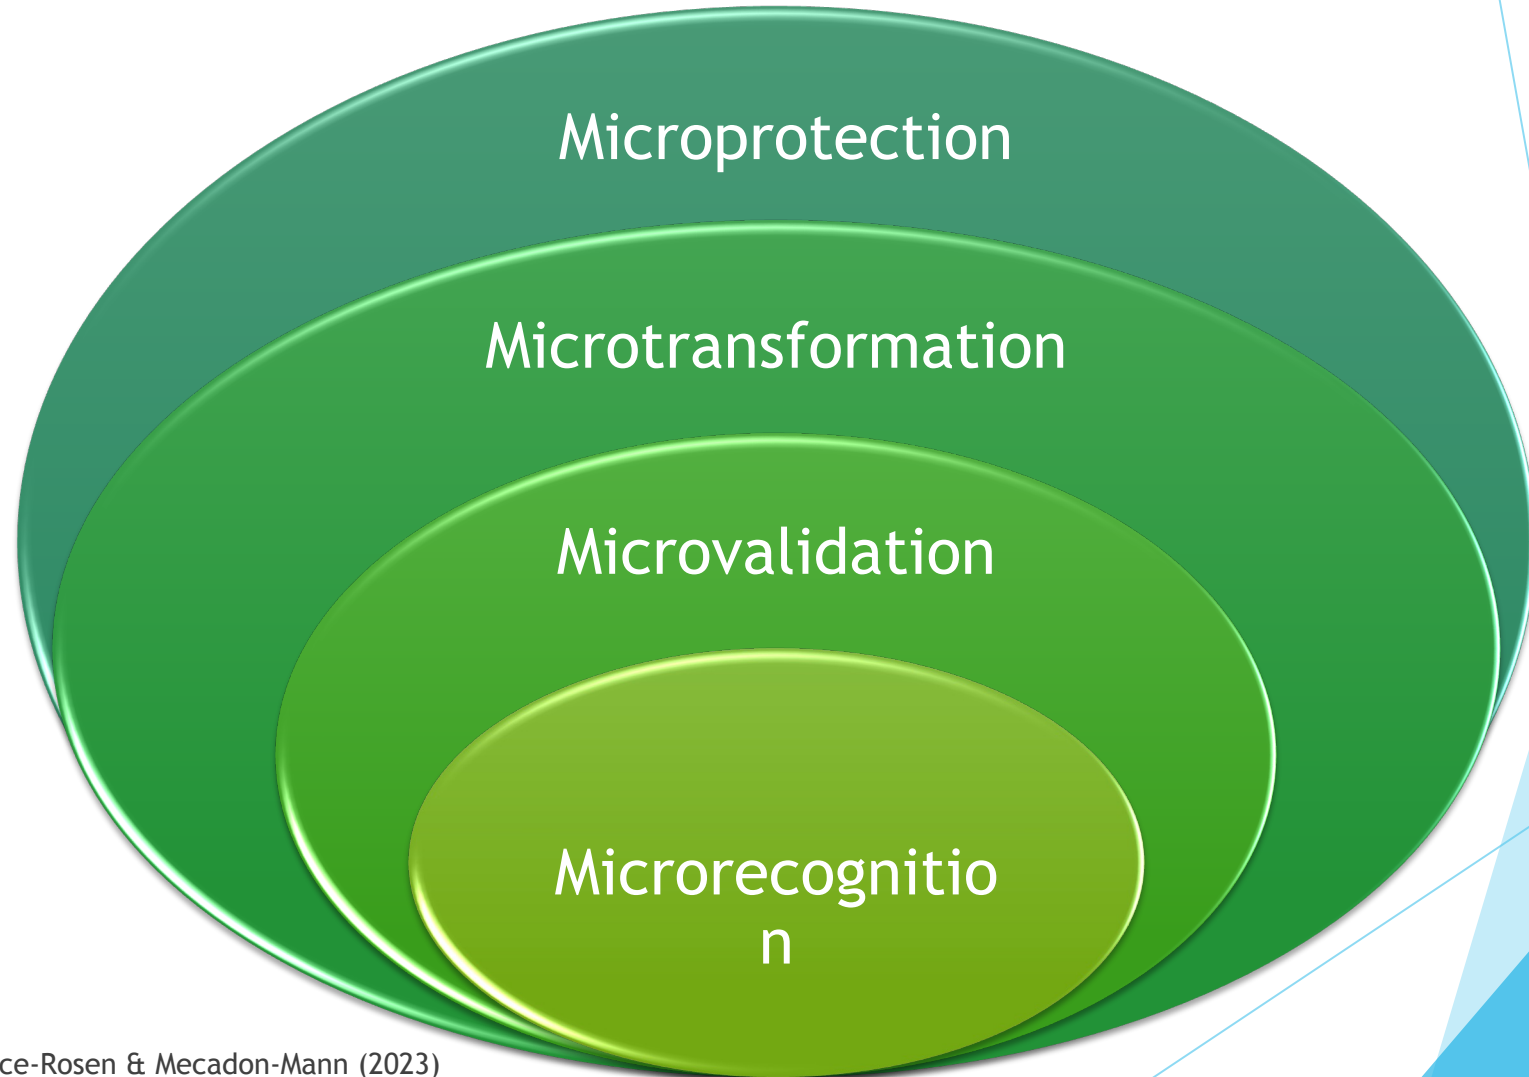 Microprotection
Microtransformation
Microvalidation
Microrecognitio
n
ce-Rosen & Mecadon-Mann (2023)